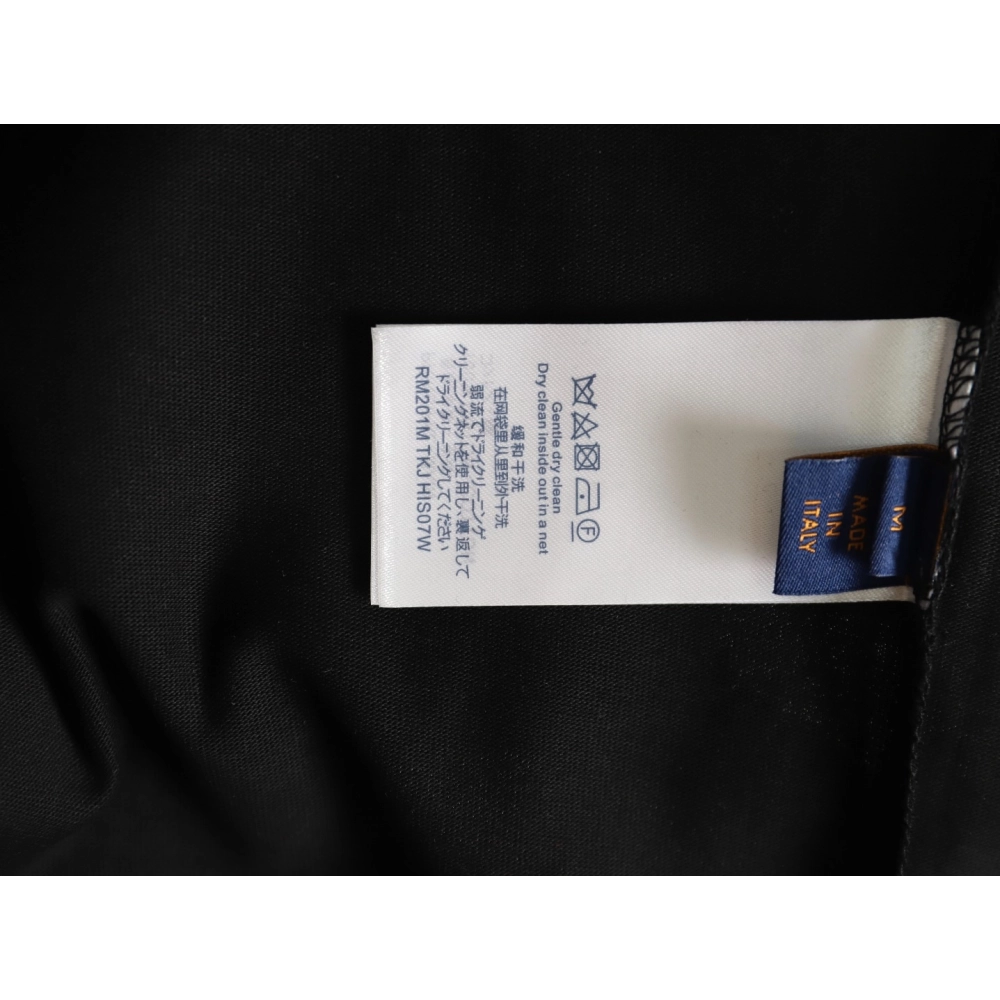 M
MADE
IN
ITALY
F
Gentle dry clean
Dry clean inside out in a net
缓和干洗
在网袋里从里到外干洗
弱流でドライクリーニング
クリーニングネットを使用し、裏返して
ドライクリーニングしてください
RM201M TKJ HIS07W